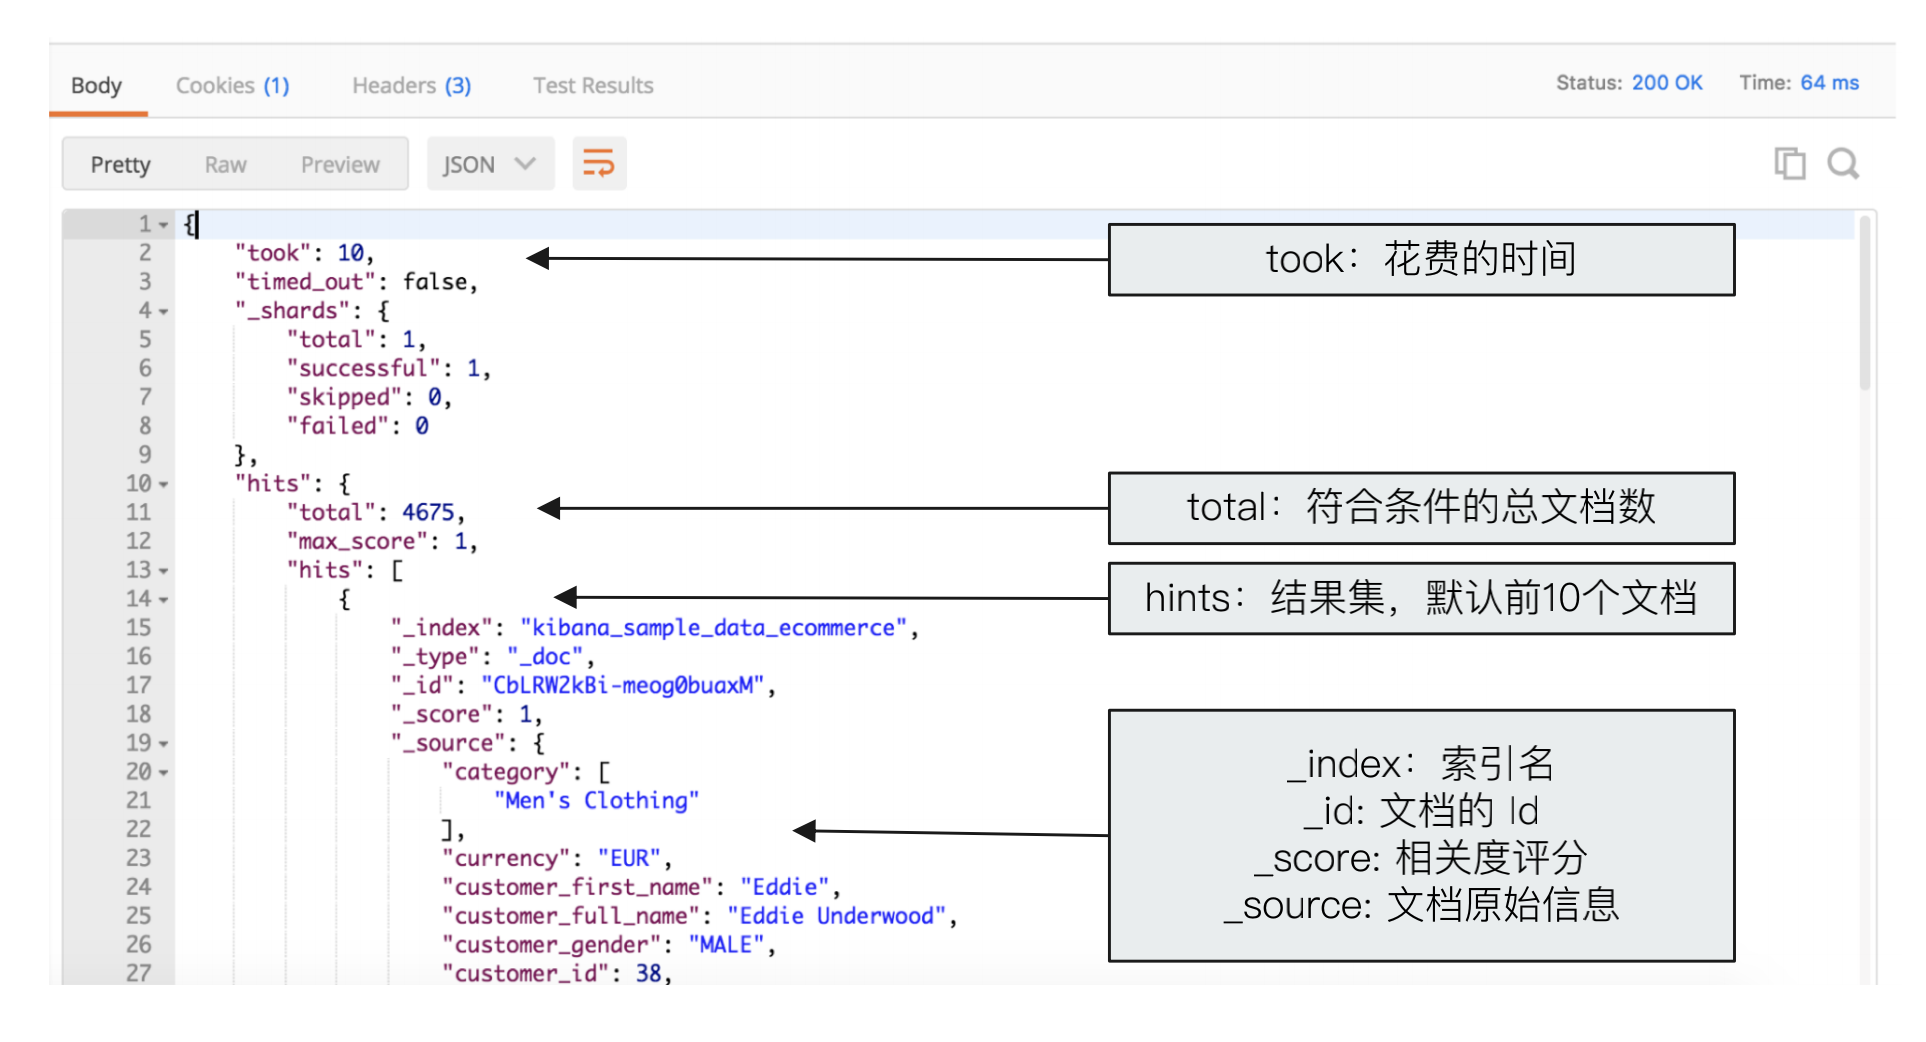 Body Cookies (1) Headers (3) Test Results Status: 200 OK Time: 64 ms
Pretty Raw Preview JSON
1 {
2 "took": 10,
took：花费的时间
3 "timed_out": false,
4 "_shards": {
5 "total": 1,
6 "successful": 1,
7 "skipped": 0,
8 "failed": 0
9 },
10 "hits": {
11 "total": 4675,
total：符合条件的总文档数
12 "max_score": 1,
13 "hits": [
14 {
hints：结果集，默认前10个文档
15 "_index": "kibana_sample_data_ecommerce",
16 "_type": "_doc",
17 "_id": "CbLRW2kBi-meog0buaxM",
18 "_score": 1,
19 "_source": {
20 "category": [
21 "Men's Clothing"
22 ],
23 "currency": "EUR",
24 "customer_first_name": "Eddie",
25 "customer_full_name": "Eddie Underwood",
26 "customer_gender": "MALE",
27 "customer_id": 38,
_index：索引名
_id: 文档的 Id
_score: 相关度评分
_source: 文档原始信息